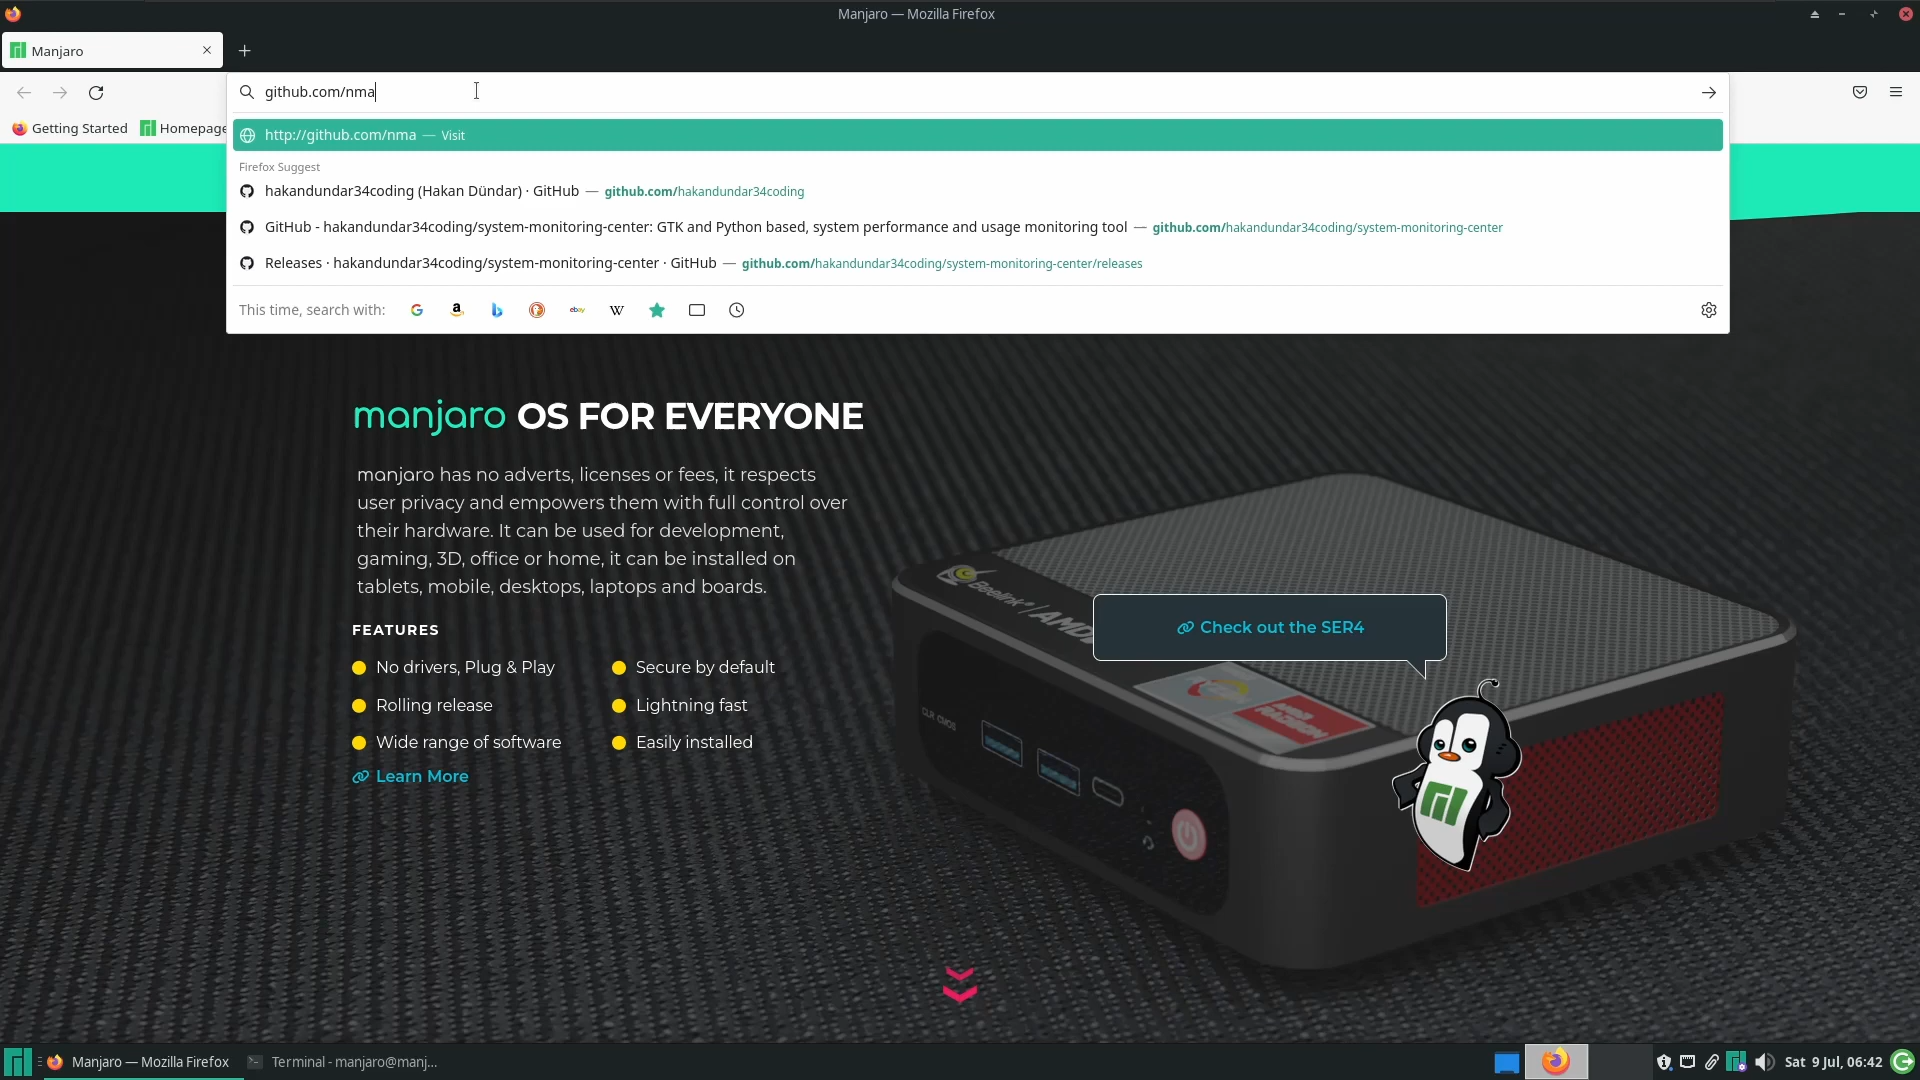 Manjaro — Mozilla Firefox
Manjaro
github.com/nma
Getting Started
Homepage
http://github.com/nma — Visit
Firefox Suggest
hakandundar34coding (Hakan Dündar) · GitHub — github.com/hakandundar34coding
GitHub - hakandundar34coding/system-monitoring-center: GTK and Python based, system performance and usage monitoring tool — github.com/hakandundar34coding/system-monitoring-center
Releases · hakandundar34coding/system-monitoring-center · GitHub — github.com/hakandundar34coding/system-monitoring-center/releases
This time, search with:
ebay
manjaro OS FOR EVERYONE
manjaro has no adverts, licenses or fees, it respects
user privacy and empowers them with full control over
their hardware. It can be used for development,
gaming, 3D, office or home, it can be installed on
tablets, mobile, desktops, laptops and boards.
FEATURES
No drivers, Plug & Play
Secure by default
Rolling release
Lightning fast
Wide range of software
Easily installed
Learn More
Beelink | AMD
Check out the SER4
CLR CMOS
Manjaro — Mozilla Firefox
Terminal - manjaro@manj...
Sat 9 Jul, 06:42